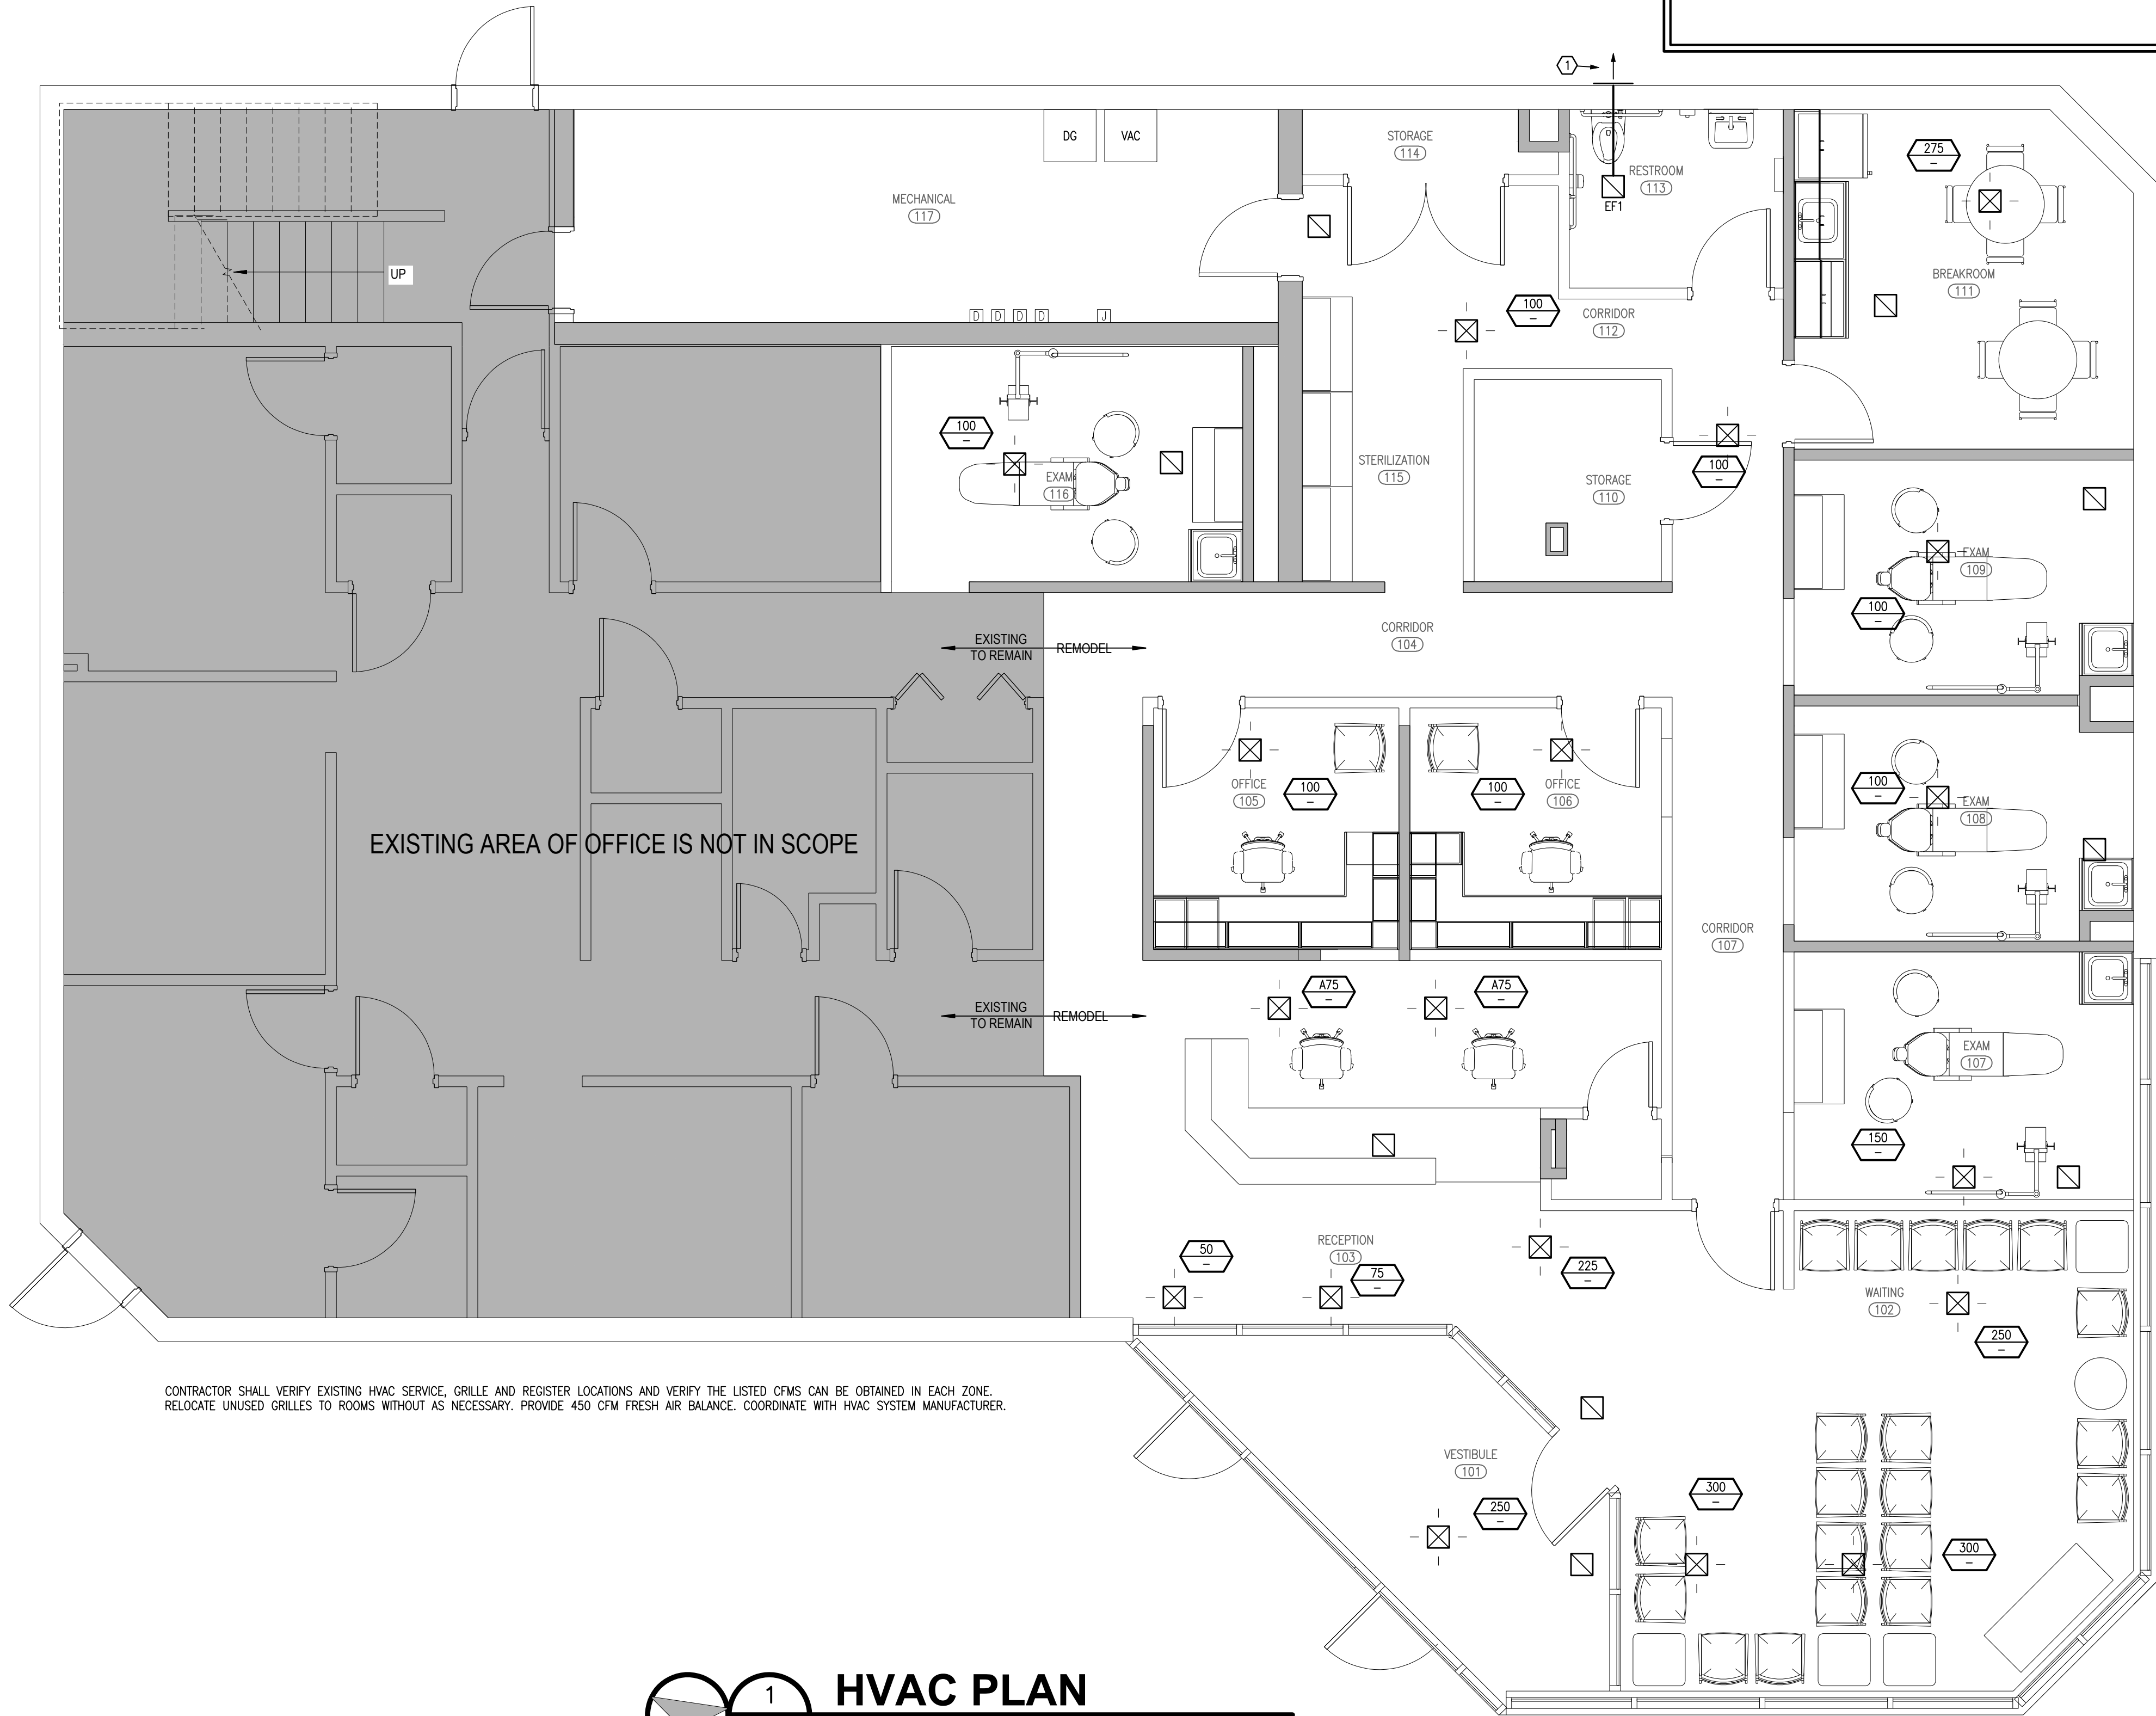 1
DG
VAC
STORAGE
114
RESTROOM
113
EF1
275
–
MECHANICAL
117
UP
BREAKROOM
111
D
D
D
D
J
100
–
CORRIDOR
112
100
–
EXAM
116
STERILIZATION
115
STORAGE
110
100
–
EXAM
109
100
–
EXISTING
TO REMAIN
REMODEL
CORRIDOR
104
OFFICE
105
100
–
100
–
OFFICE
106
100
–
EXAM
108
EXISTING AREA OF OFFICE IS NOT IN SCOPE
CORRIDOR
107
EXISTING
TO REMAIN
REMODEL
A75
–
A75
–
EXAM
107
150
–
50
–
RECEPTION
103
75
–
225
–
WAITING
102
250
–
CONTRACTOR SHALL VERIFY EXISTING HVAC SERVICE, GRILLE AND REGISTER LOCATIONS AND VERIFY THE LISTED CFMS CAN BE OBTAINED IN EACH ZONE.
RELOCATE UNUSED GRILLES TO ROOMS WITHOUT AS NECESSARY. PROVIDE 450 CFM FRESH AIR BALANCE. COORDINATE WITH HVAC SYSTEM MANUFACTURER.
VESTIBULE
101
250
–
300
–
300
–
1
HVAC PLAN